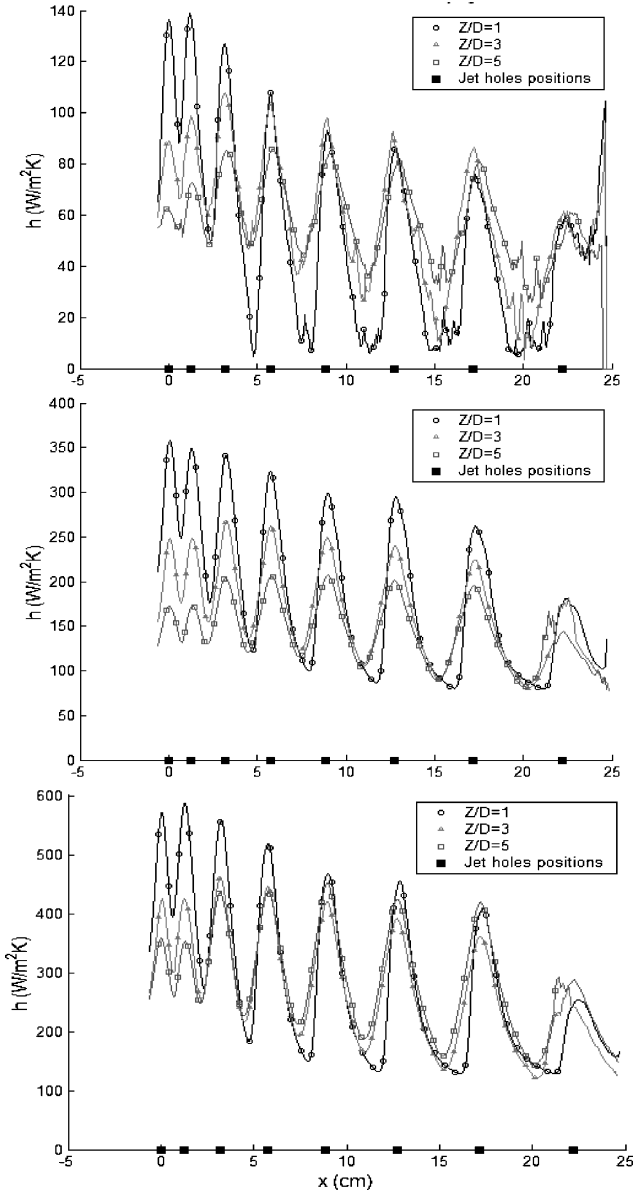 140
120
100
80
60
40
20
0
h (W/m²K)
Z/D=1
Z/D=3
Z/D=5
Jet holes positions
-5 0 5 10 15 20 25
400
350
300
250
200
150
100
50
0
h (W/m²K)
Z/D=1
Z/D=3
Z/D=5
Jet holes positions
-5 0 5 10 15 20 25
600
500
400
300
200
100
0
h (W/m²K)
Z/D=1
Z/D=3
Z/D=5
Jet holes positions
-5 0 5 10 15 20 25
x (cm)